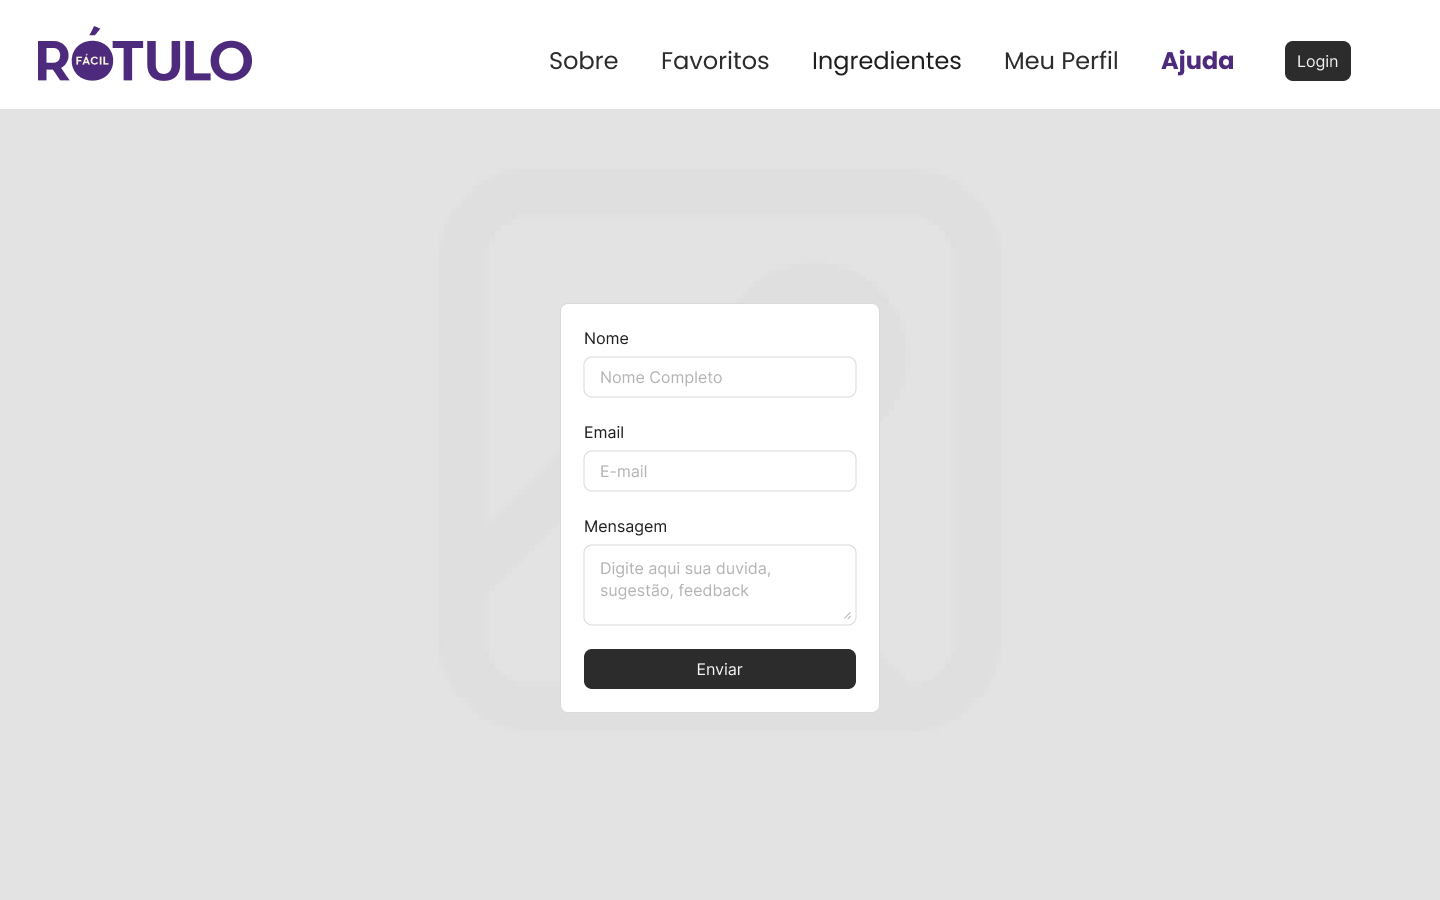 RÓTULO
FÁCIL
Sobre Favoritos Ingredientes Meu Perfil Ajuda Login
Nome
Nome Completo
Email
E-mail
Mensagem
Digite aqui sua duvida,
sugestão, feedback
Enviar